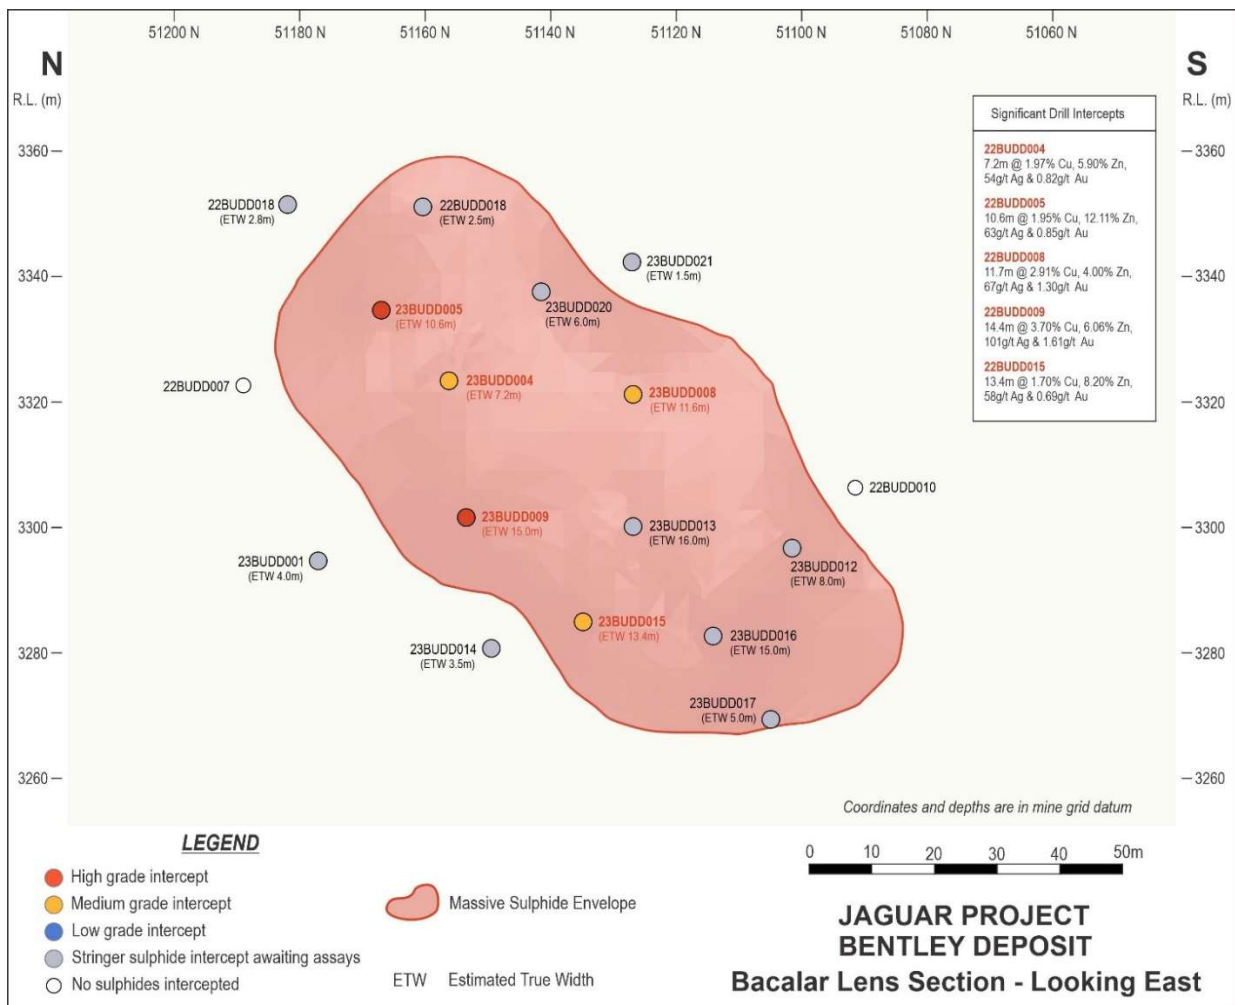 51200 N
51180 N
51160 N
51140 N
51120 N
51100 N
51080 N
51060 N
N
S
R.L. (m)
R.L. (m)
3360
3360
3340
3340
3320
3320
3300
3300
3280
3280
3260
3260
Significant Drill Intercepts
22BUDD004
7.2m @ 1.97% Cu, 5.90% Zn,
54g/t Ag & 0.82g/t Au
22BUDD005
10.6m @ 1.95% Cu, 12.11% Zn,
63g/t Ag & 0.85g/t Au
22BUDD008
11.7m @ 2.91% Cu, 4.00% Zn,
67g/t Ag & 1.30g/t Au
22BUDD009
14.4m @ 3.70% Cu, 6.06% Zn,
101g/t Ag & 1.61g/t Au
22BUDD015
13.4m @ 1.70% Cu, 8.20% Zn,
58g/t Ag & 0.69g/t Au
22BUDD018
(ETW 2.8m)
22BUDD018
(ETW 2.5m)
23BUDD021
(ETW 1.5m)
23BUDD005
(ETW 10.6m)
23BUDD020
(ETW 6.0m)
22BUDD007
23BUDD004
(ETW 7.2m)
23BUDD008
(ETW 11.6m)
22BUDD010
23BUDD009
(ETW 15.0m)
23BUDD013
(ETW 16.0m)
23BUDD001
(ETW 4.0m)
23BUDD012
(ETW 8.0m)
23BUDD015
(ETW 13.4m)
23BUDD016
(ETW 15.0m)
23BUDD014
(ETW 3.5m)
23BUDD017
(ETW 5.0m)
Coordinates and depths are in mine grid datum
LEGEND
High grade intercept
Medium grade intercept
Low grade intercept
Stringer sulphide intercept awaiting assays
No sulphides intercepted
Massive Sulphide Envelope
ETW Estimated True Width
0 10 20 30 40 50m
JAGUAR PROJECT
BENTLEY DEPOSIT
Bacalar Lens Section - Looking East